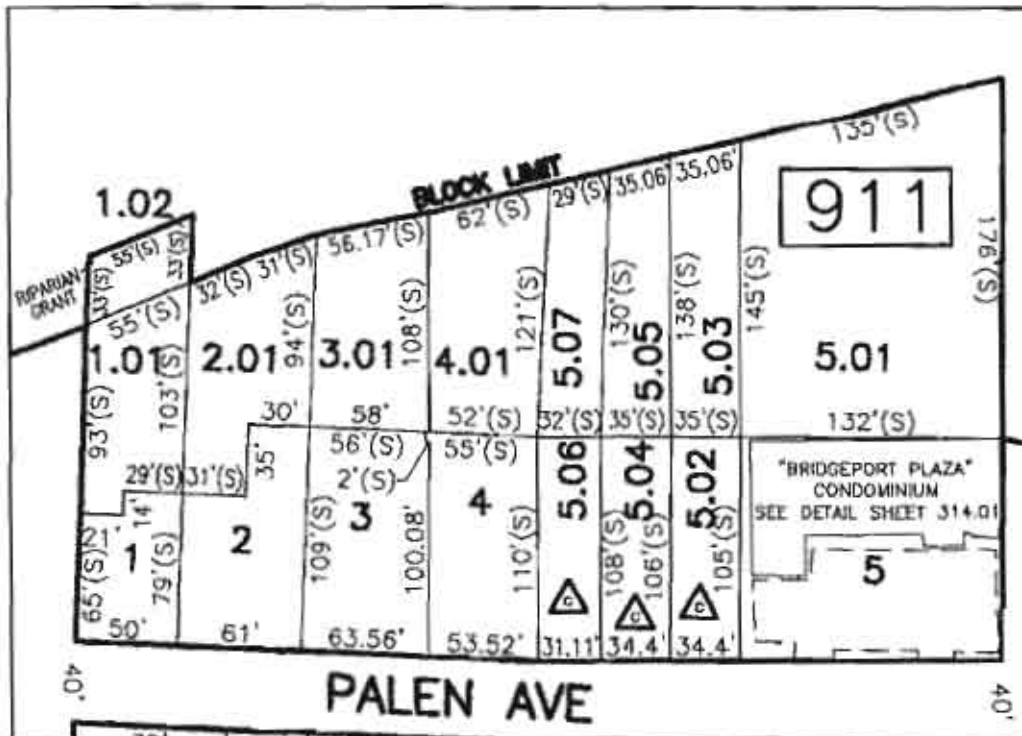 135'(S)
BLOCK LIMIT
29'(S) 35.06' 35.06'
62'(S)
911
1.02
55'(S)
33'(S)
33'(S)
RIPARIAN
GRANT
32'(S) 31'(S) 56.17'(S)
176'(S)
55'(S)
1.01 2.01 3.01 4.01 5.07 5.05 5.03 5.01
93'(S)
103'(S)
94'(S)
108'(S)
121'(S)
130'(S)
138'(S)
145'(S)
30' 58' 52'(S) 32'(S) 35'(S) 35'(S) 132'(S)
56'(S) 55'(S)
35'
2'(S)
29'(S) 31'(S)
14'
21'
"BRIDGEPORT PLAZA"
CONDOMINIUM
SEE DETAIL SHEET 314.01
1 2 3 4 5.06 5.04 5.02 5
65'(S)
79'(S)
109'(S)
100.08'
110'(S)
108'(S)
106'(S)
105'(S)
C C C
50' 61' 63.56' 53.52' 31.11' 34.4' 34.4'
40'
PALEN AVE
40'